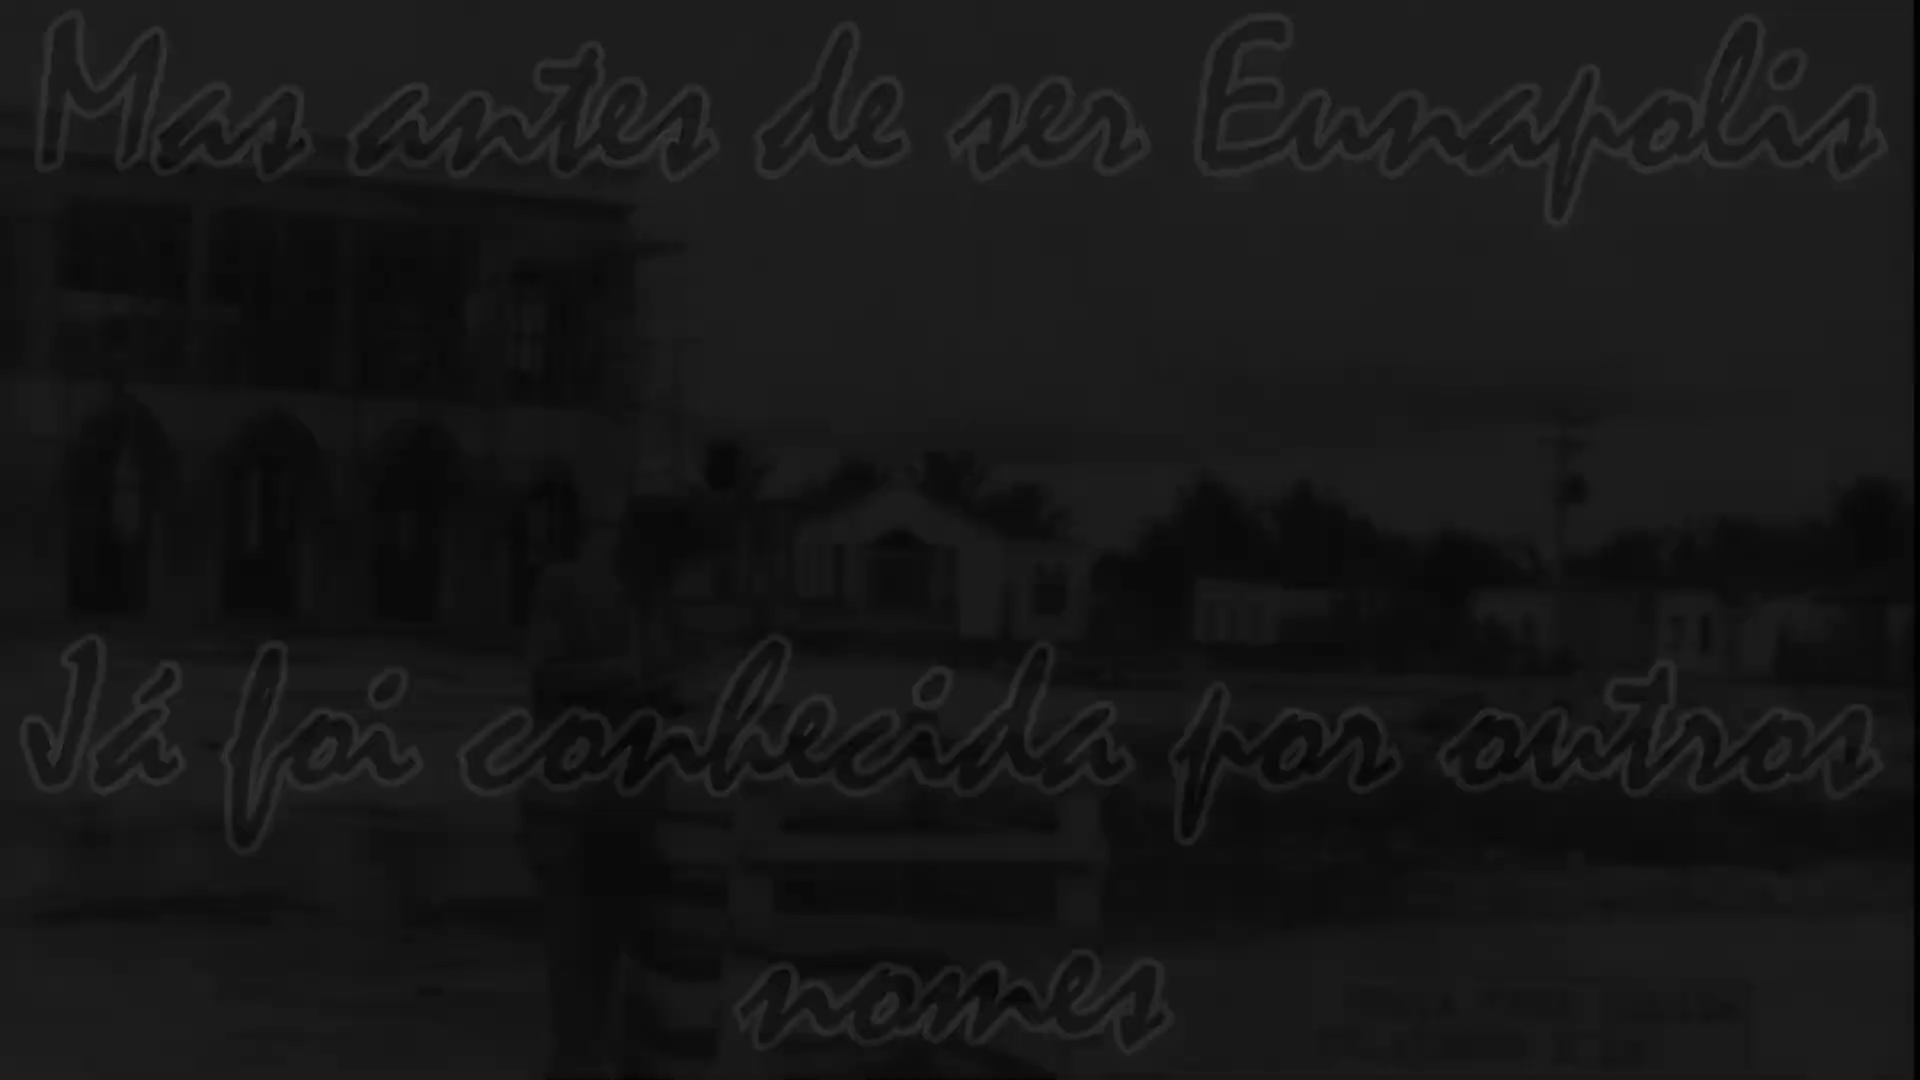 Mas antes de ser Eunapolis
Já foi conhecida por outros
nomes